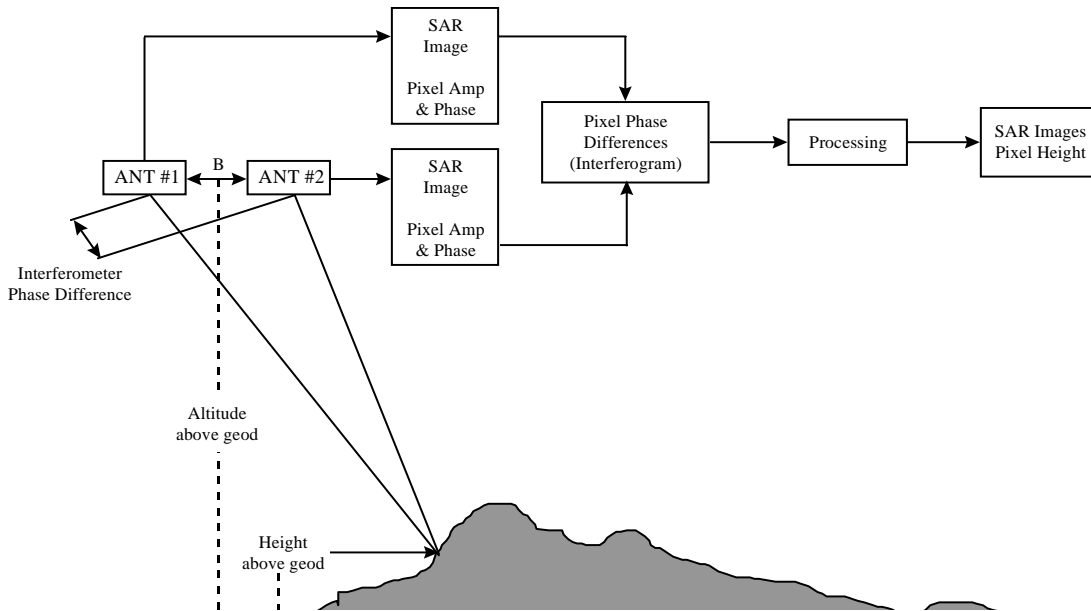 SAR
Image
Pixel Amp
& Phase
Pixel Phase
Differences
(Interferogram)
Processing
SAR Images
Pixel Height
ANT #1
B
ANT #2
SAR
Image
Pixel Amp
& Phase
Interferometer
Phase Difference
Altitude
above geod
Height
above geod